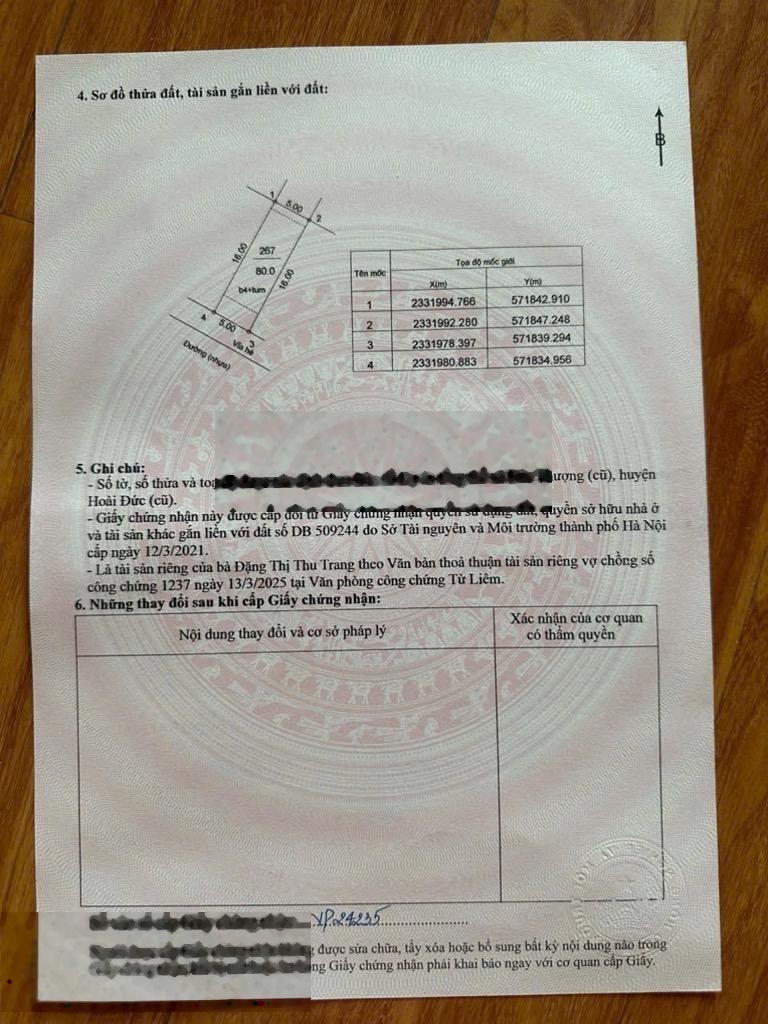 4. Sơ đồ thửa đất, tài sản gắn liền với đất:
B
1
5.00
2
16.00
267
80.0
16.00
b4+tum
4
5.00
3
Vỉa hè
Đường (nhựa)
Tên mốc
Tọa độ mốc giới
X(m) Y(m)
1 2331994.766 571842.910
2 2331992.280 571847.248
3 2331978.397 571839.294
4 2331980.883 571834.956
5. Ghi chú:
- Số tờ, số thửa và ượng (cũ), huyện
Hoài Đức (cũ).
- Giấy chứng nhận này được cấp đổi từ Giấy chứng nhận quyền sử dụng đất, quyền sở hữu nhà ở
và tài sản khác gắn liền với đất số DB 509244 do Sở Tài nguyên và Môi trường thành phố Hà Nội
cấp ngày 12/3/2021.
- Là tài sản riêng của bà Đặng Thị Thu Trang theo Văn bản thoả thuận tài sản riêng vợ chồng số
công chứng 1237 ngày 13/3/2025 tại Văn phòng công chứng Từ Liêm.
6. Những thay đổi sau khi cấp Giấy chứng nhận:
Nội dung thay đổi và cơ sở pháp lý
Xác nhận của cơ quan
có thẩm quyền
VP.24235
được sửa chữa, tẩy xóa hoặc bổ sung bất kỳ nội dung nào trong
Giấy chứng nhận phải khai báo ngay với cơ quan cấp Giấy.